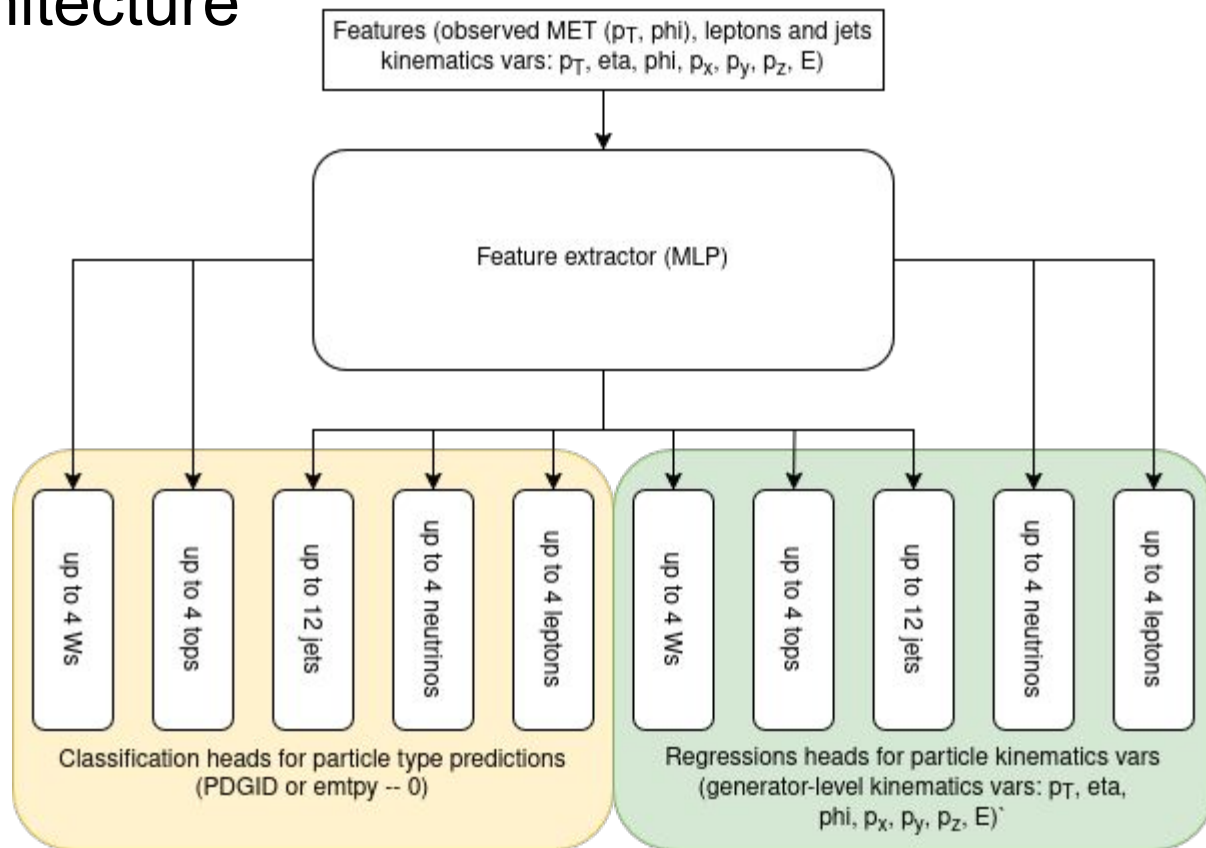 hitecture
Features (observed MET (pT, phi), leptons and jets
kinematics vars: pT, eta, phi, px, py, pz, E)
Feature extractor (MLP)
up to 4 Ws
up to 4 tops
up to 12 jets
up to 4 neutrinos
up to 4 leptons
up to 4 Ws
up to 4 tops
up to 12 jets
up to 4 neutrinos
up to 4 leptons
Classification heads for particle type predictions
(PDGID or emtpy -- 0)
Regressions heads for particle kinematics vars
(generator-level kinematics vars: pT, eta,
phi, px, py, pz, E)`